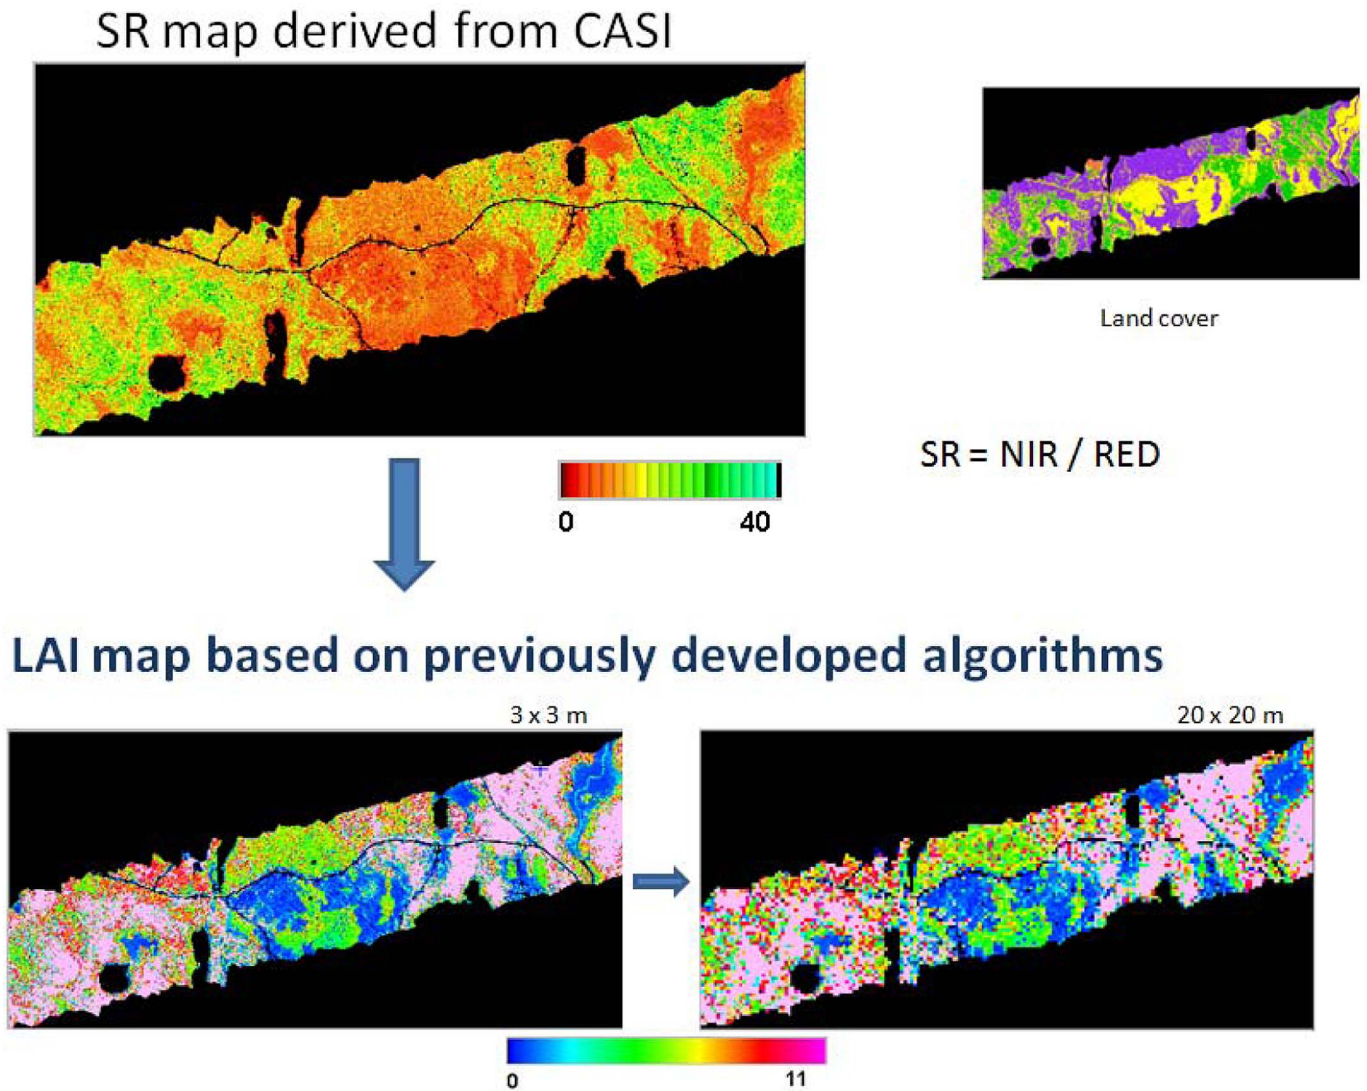 SR map derived from CASI
Land cover
SR = NIR / RED
0 40
LAI map based on previously developed algorithms
3 x 3 m
20 x 20 m
0 11